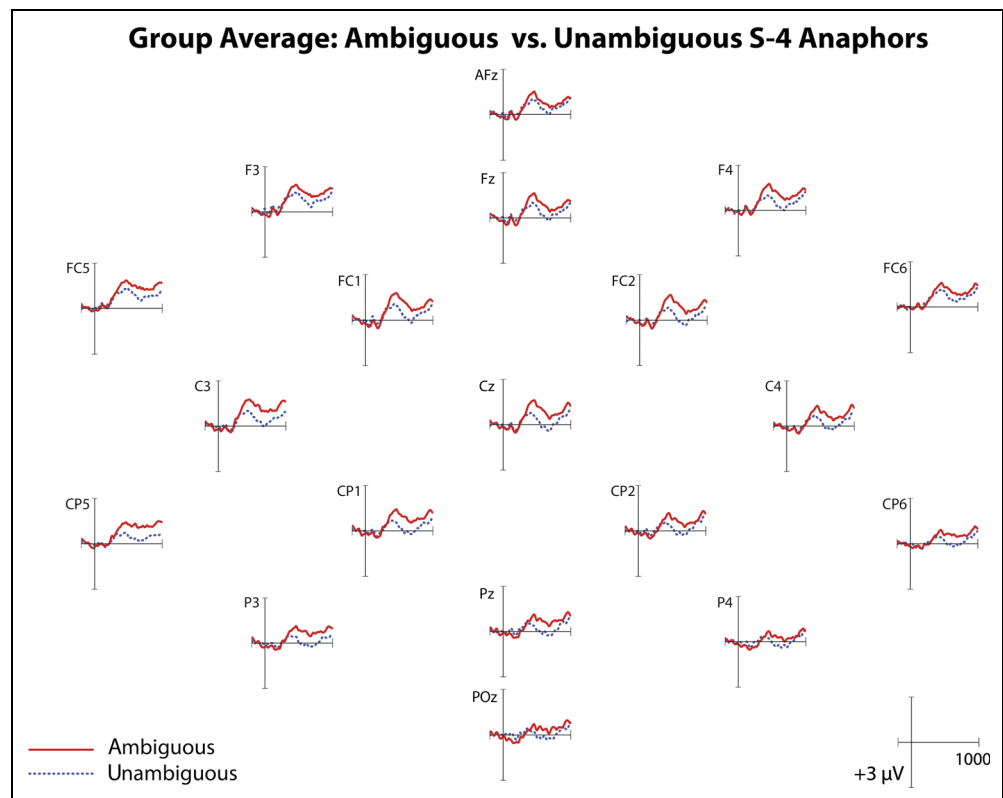 Group Average: Ambiguous vs. Unambiguous S-4 Anaphors
AFz
F3
Fz
F4
FC5
FC1
FC2
FC6
C3
Cz
C4
CP5
CP1
CP2
CP6
P3
Pz
P4
POz
Ambiguous
Unambiguous
1000
+3 μV